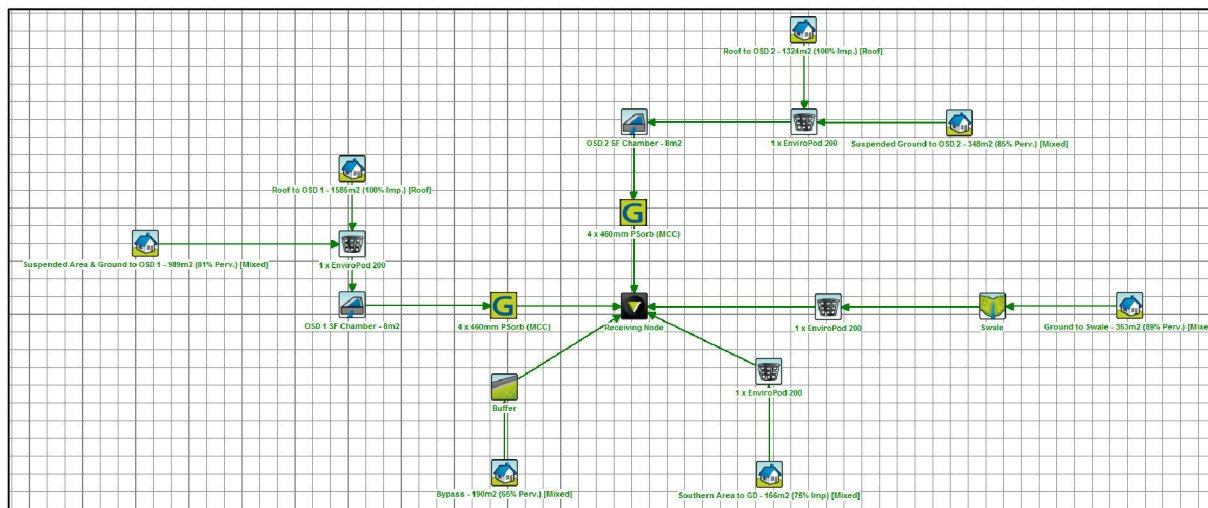 Roof to OSD 2 - 1324m2 (100% Imp.) [Roof]
OSD 2 SF Chamber - 8m2
1 x EnviroPod 200
Suspended Ground to OSD 2 - 348m2 (85% Perv.) [Mixed]
Roof to OSD 1 - 1585m2 (100% Imp.) [Roof]
G
4 x 460mm PSorb (MCC)
Suspended Area & Ground to OSD 1 - 989m2 (81% Perv.) [Mixed]
1 x EnviroPod 200
G
OSD 1 SF Chamber - 8m2
4 x 460mm PSorb (MCC)
Receiving Node
1 x EnviroPod 200
Swale
Ground to Swale - 353m2 (89% Perv.) [Mixe
1 x EnviroPod 200
Buffer
Bypass - 190m2 (65% Perv.) [Mixed]
Southern Area to GD - 166m2 (75% Imp) [Mixed]